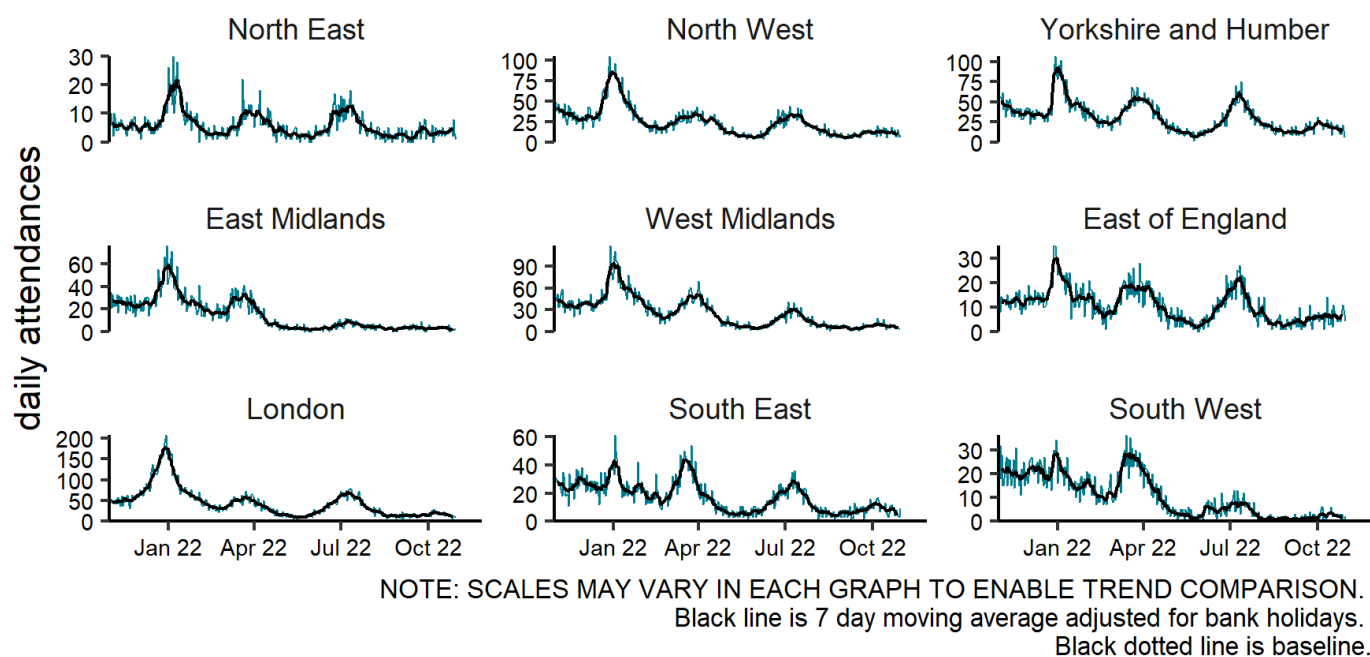 North East
North West
Yorkshire and Humber
30
20
10
0
100
75
50
25
0
100
75
50
25
0
daily attendances
East Midlands
West Midlands
East of England
60
40
20
0
90
60
30
0
30
20
10
0
London
South East
South West
200
150
100
50
0
60
40
20
0
30
20
10
0
Jan 22 Apr 22 Jul 22 Oct 22
Jan 22 Apr 22 Jul 22 Oct 22
Jan 22 Apr 22 Jul 22 Oct 22
NOTE: SCALES MAY VARY IN EACH GRAPH TO ENABLE TREND COMPARISON.
Black line is 7 day moving average adjusted for bank holidays.
Black dotted line is baseline.